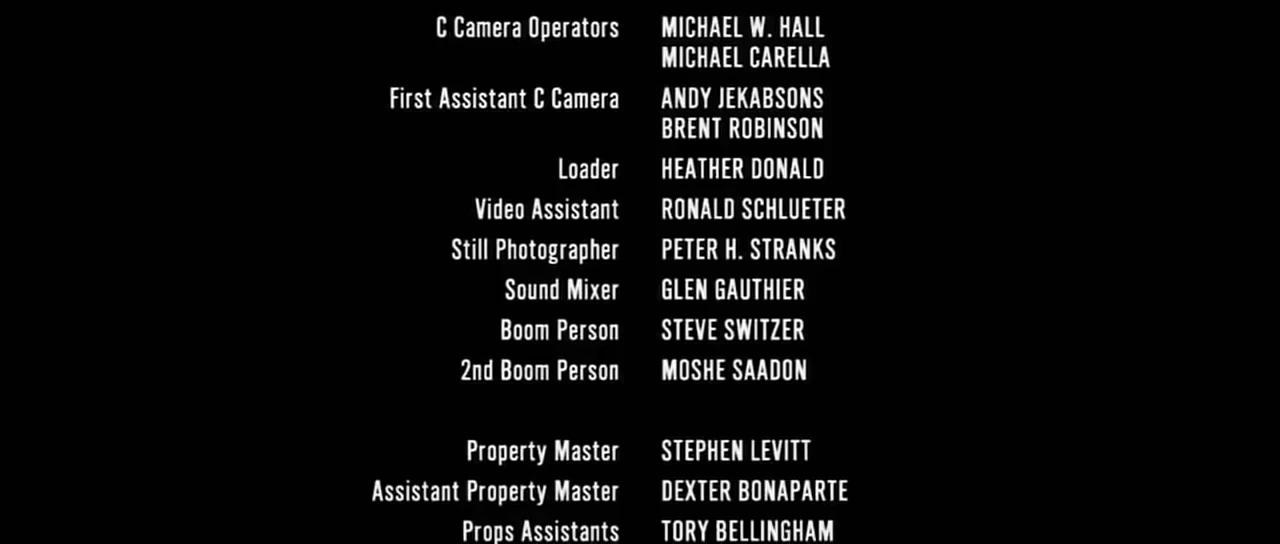 C Camera Operators MICHAEL W. HALL
MICHAEL CARELLA
First Assistant C Camera ANDY JEKABSONS
BRENT ROBINSON
Loader HEATHER DONALD
Video Assistant RONALD SCHLUETER
Still Photographer PETER H. STRANKS
Sound Mixer GLEN GAUTHIER
Boom Person STEVE SWITZER
2nd Boom Person MOSHE SAADON
Property Master STEPHEN LEVITT
Assistant Property Master DEXTER BONAPARTE
Props Assistants TORY BELLINGHAM